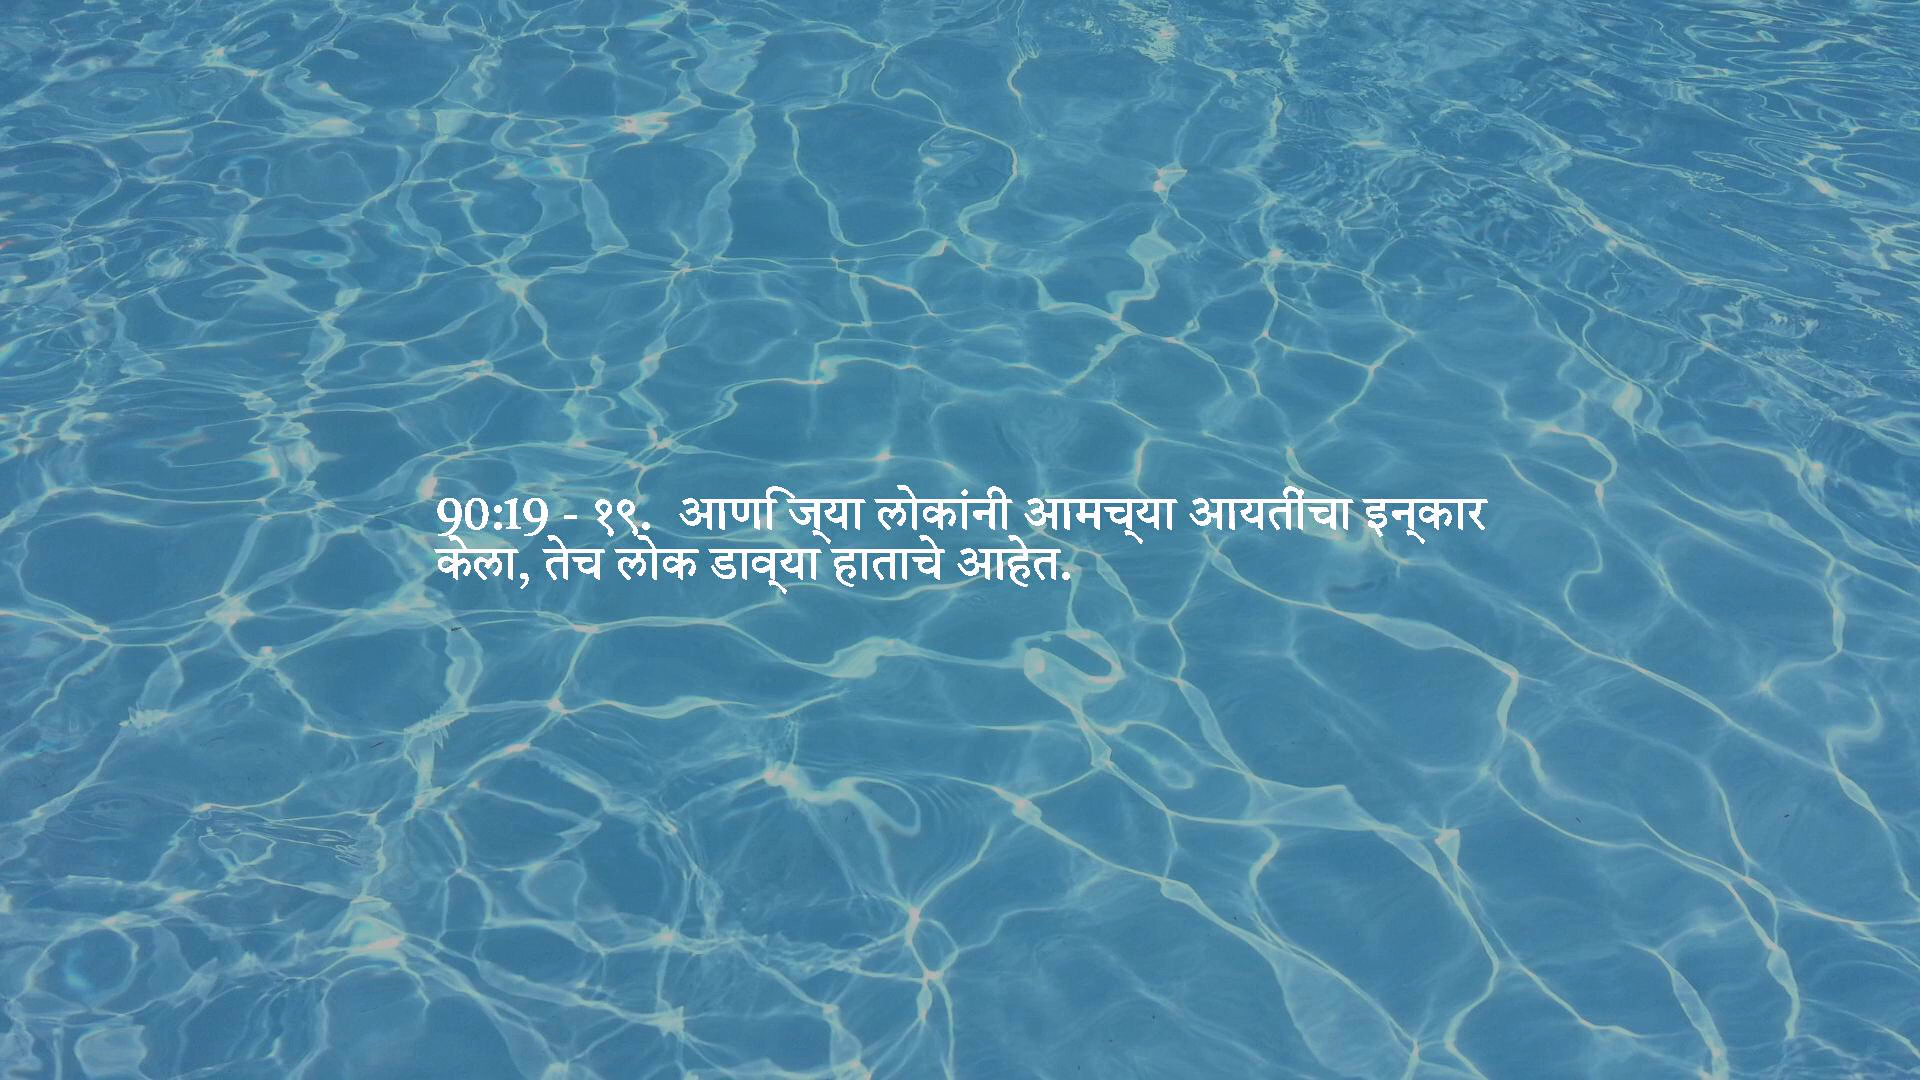 90:19 - १९. आणि ज्या लोकांनी आमच्या आयतींचा इन्कार
केला, तेच लोक डाव्या हाताचे आहेत.